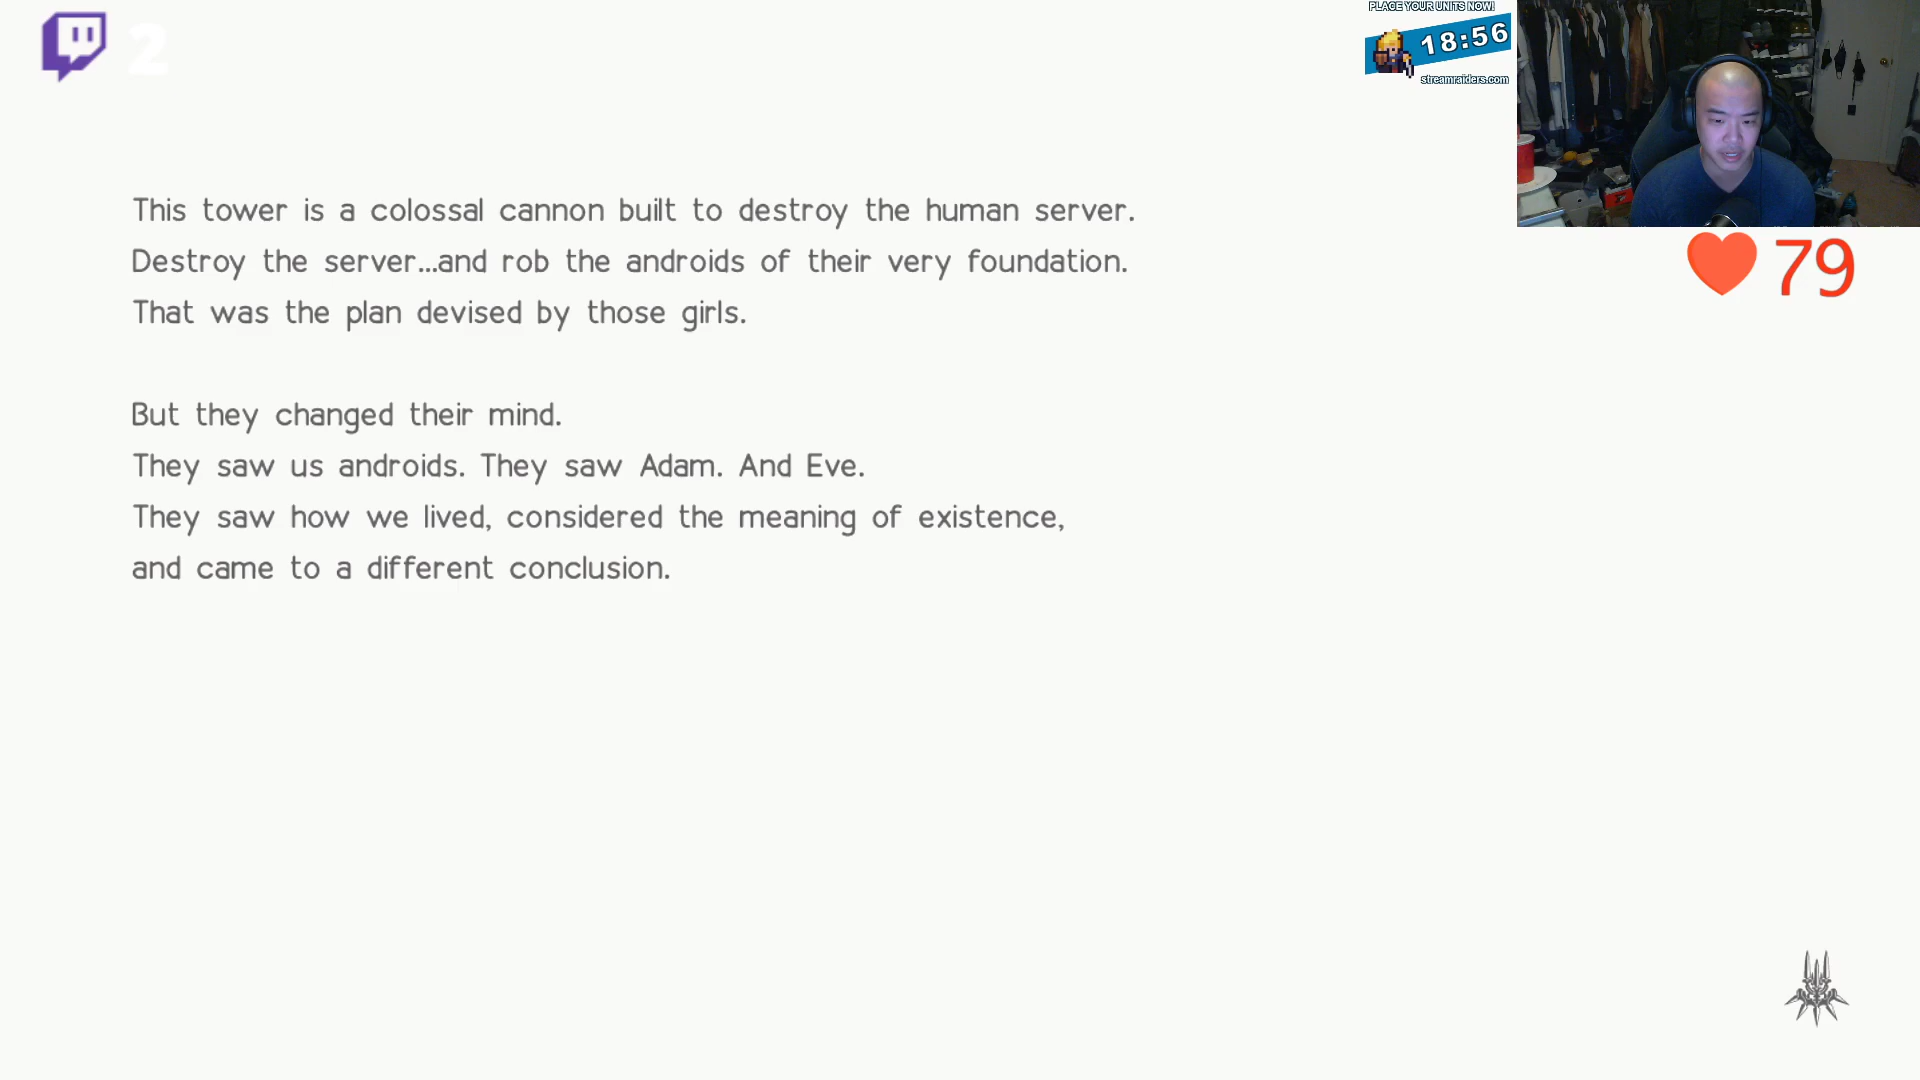 2
PLACE YOUR UNITS NOW!
18:56
streamraiders.com
79
This tower is a colossal cannon built to destroy the human server.
Destroy the server...and rob the androids of their very foundation.
That was the plan devised by those girls.
But they changed their mind.
They saw us androids. They saw Adam. And Eve.
They saw how we lived, considered the meaning of existence,
and came to a different conclusion.